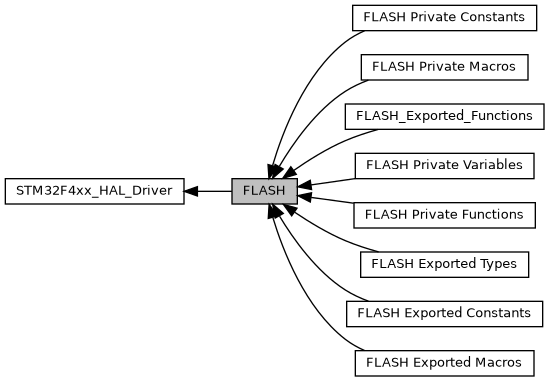 FLASH Private Constants
FLASH Private Macros
FLASH_Exported_Functions
FLASH Private Variables
STM32F4xx_HAL_Driver
FLASH
FLASH Private Functions
FLASH Exported Types
FLASH Exported Constants
FLASH Exported Macros